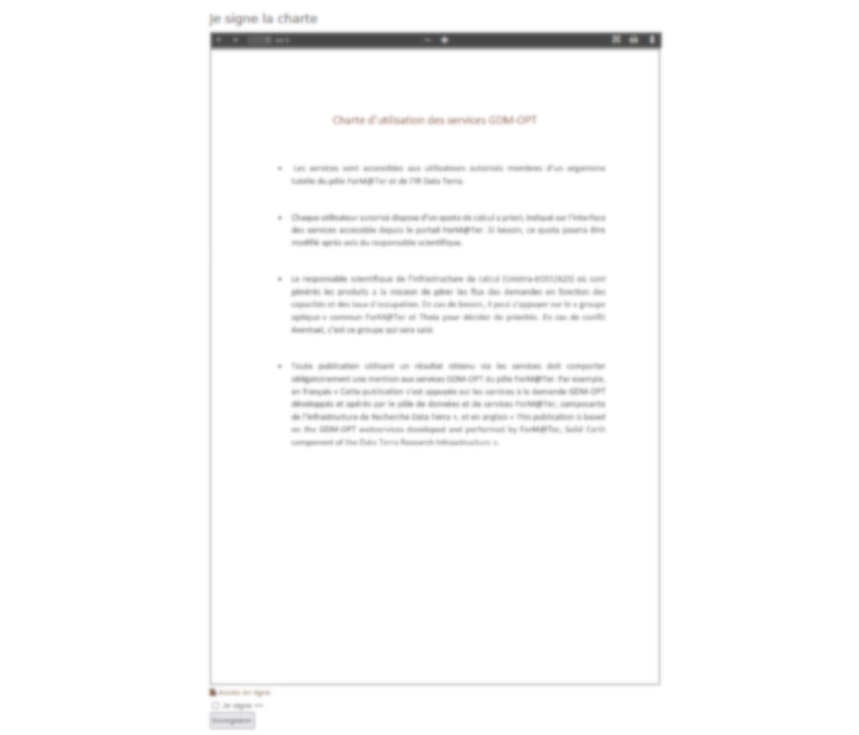 Je signe la charte
Charte d'utilisation des services GDM-OPT
• Les services sont accessibles aux utilisateurs autorisés membres d'un organisme
tutelle du pôle ForM@Ter et de l'IR Data Terra.
• Chaque utilisateur autorisé dispose d'un quota de calcul a priori, indiqué sur l'interface
des services accessible depuis le portail ForM@Ter. Si besoin, ce quota pourra être
modifié après avis du responsable scientifique.
• Le responsable scientifique de l'infrastructure de calcul (Unistra-EOST/A2S) où sont
générés les produits a la mission de gérer les flux des demandes en fonction des
capacités et des taux d'occupation. En cas de besoin, il peut s'appuyer sur le « groupe
optique » commun ForM@Ter et Theia pour décider de priorités. En cas de conflit
éventuel, c'est ce groupe qui sera saisi.
• Toute publication utilisant un résultat obtenu via les services doit comporter
obligatoirement une mention aux services GDM-OPT du pôle ForM@Ter. Par exemple,
en français « Cette publication s'est appuyée sur les services à la demande GDM-OPT
développés et opérés par le pôle de données et de services ForM@Ter, composante
de l'Infrastructure de Recherche Data Terra », et en anglais « This publication is based
on the GDM-OPT webservices developed and performed by ForM@Ter, Solid Earth
component of the Data Terra Research Infrastructure ».
Accès en ligne
Je signe >>
Enregistrer